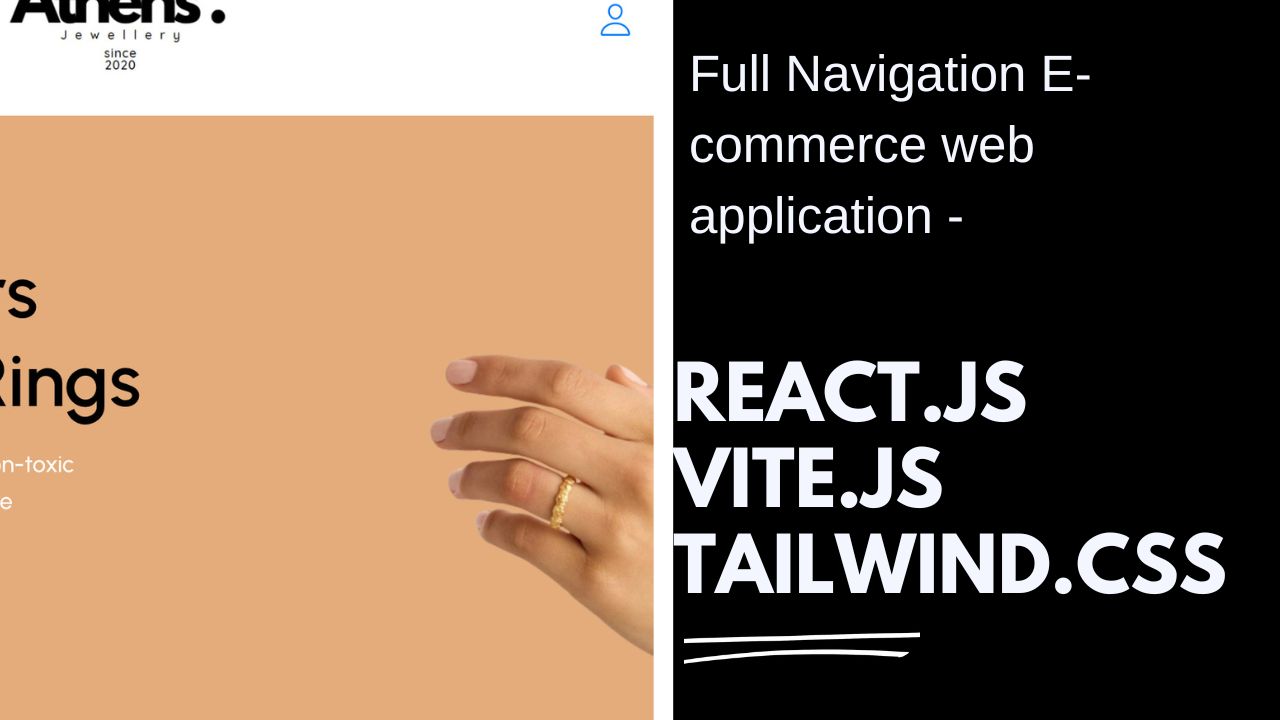 Athens.
Jewellery
since
2020
rs
Rings
on-toxic
e
Full Navigation E-
commerce web
application -
REACT.JS
VITE.JS
TAILWIND.CSS